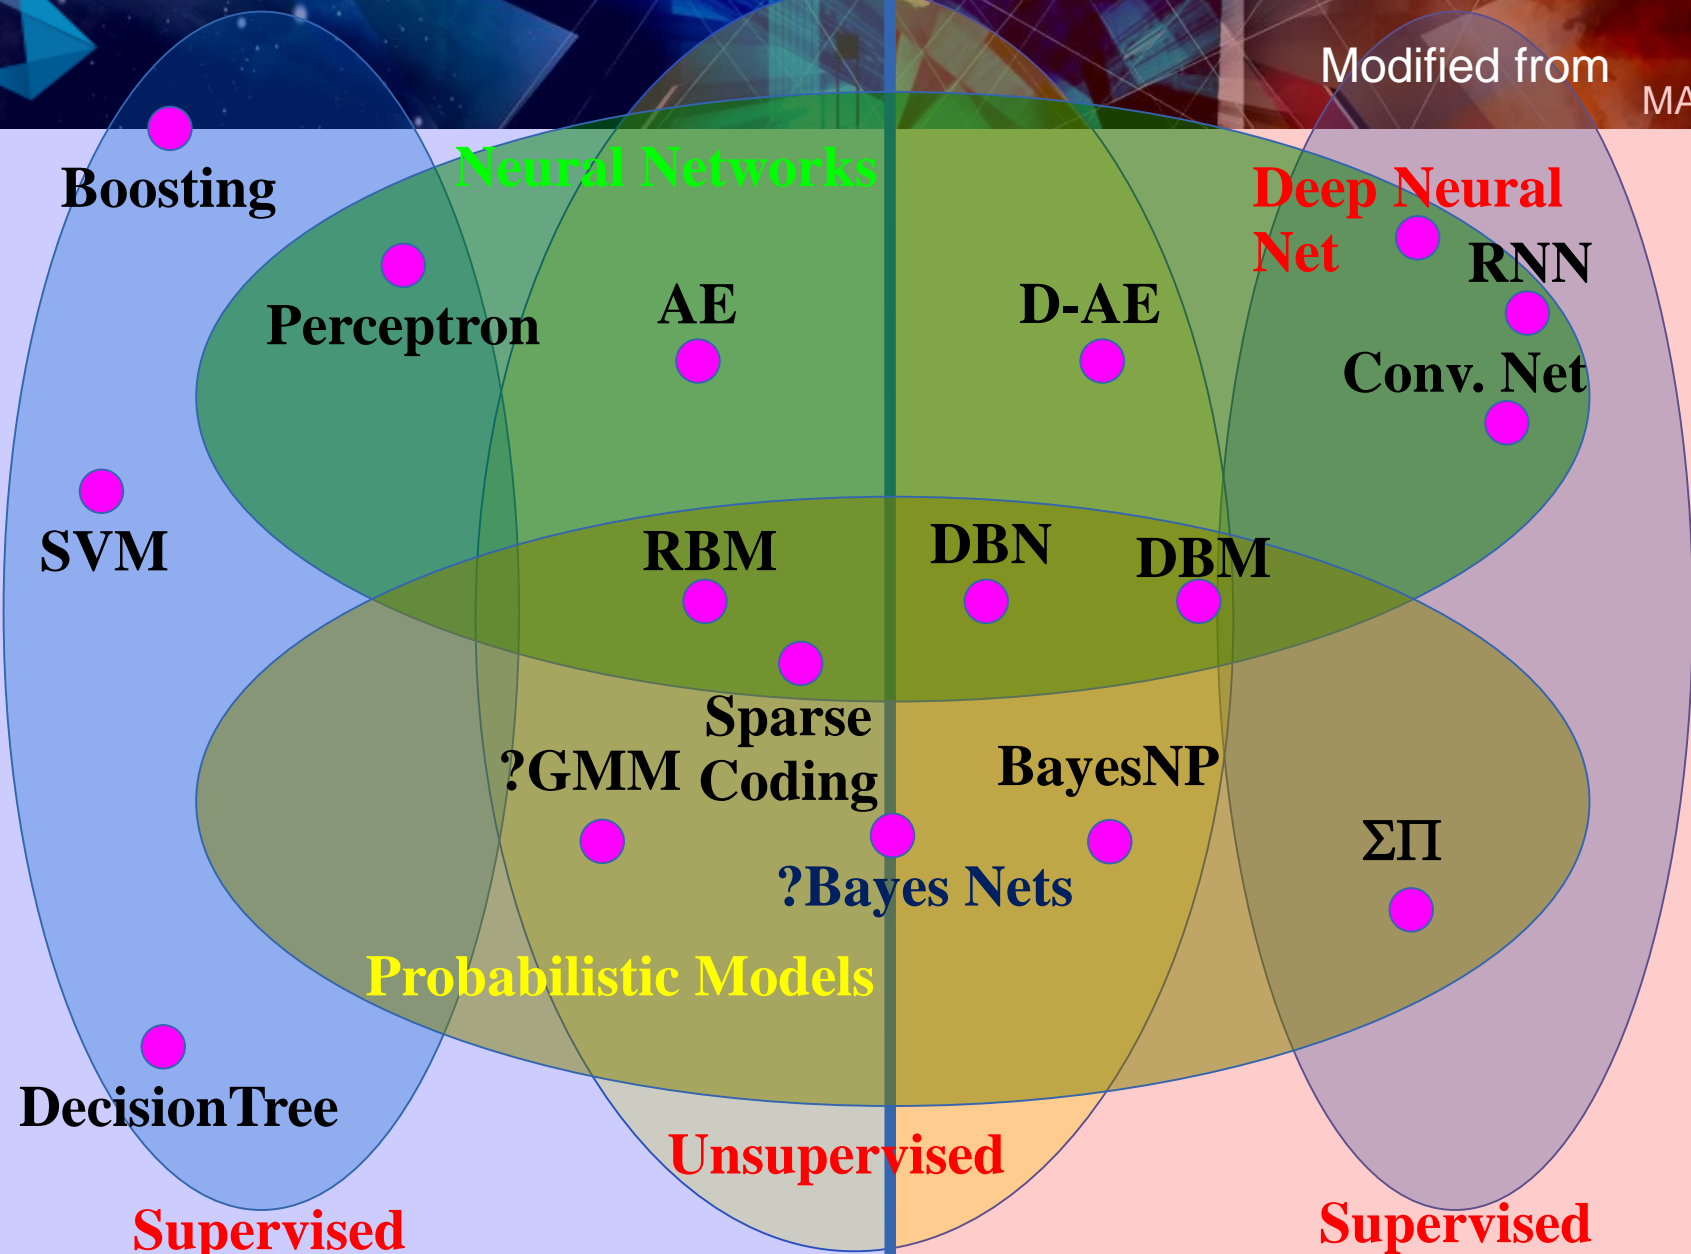 Modified from
MA
Neural Networks
Boosting
Deep Neural
Net
RNN
Perceptron
AE
D-AE
Conv. Net
SVM
RBM
DBN
DBM
Sparse
Coding
?GMM
BayesNP
ΣΠ
?Bayes Nets
Probabilistic Models
DecisionTree
Unsupervised
Supervised
Supervised